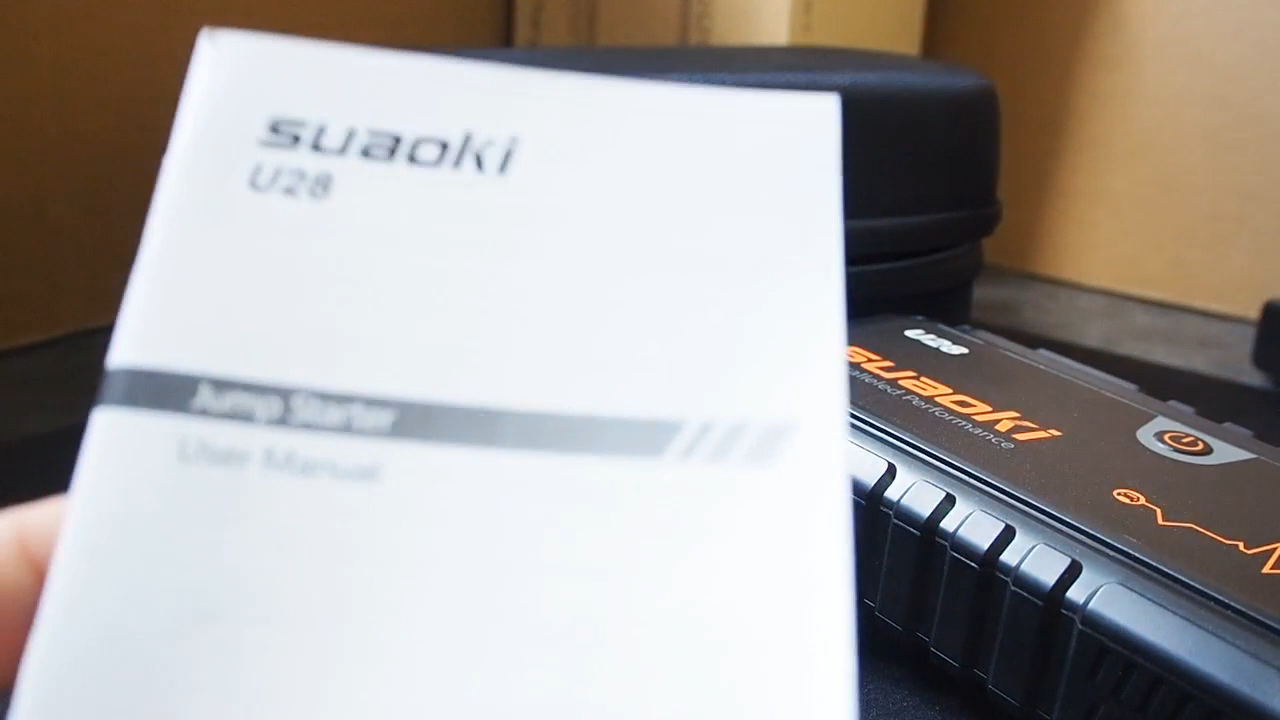 suaoki
U28
Jump Starter
User Manual
U28
suaoki
alleled Performance